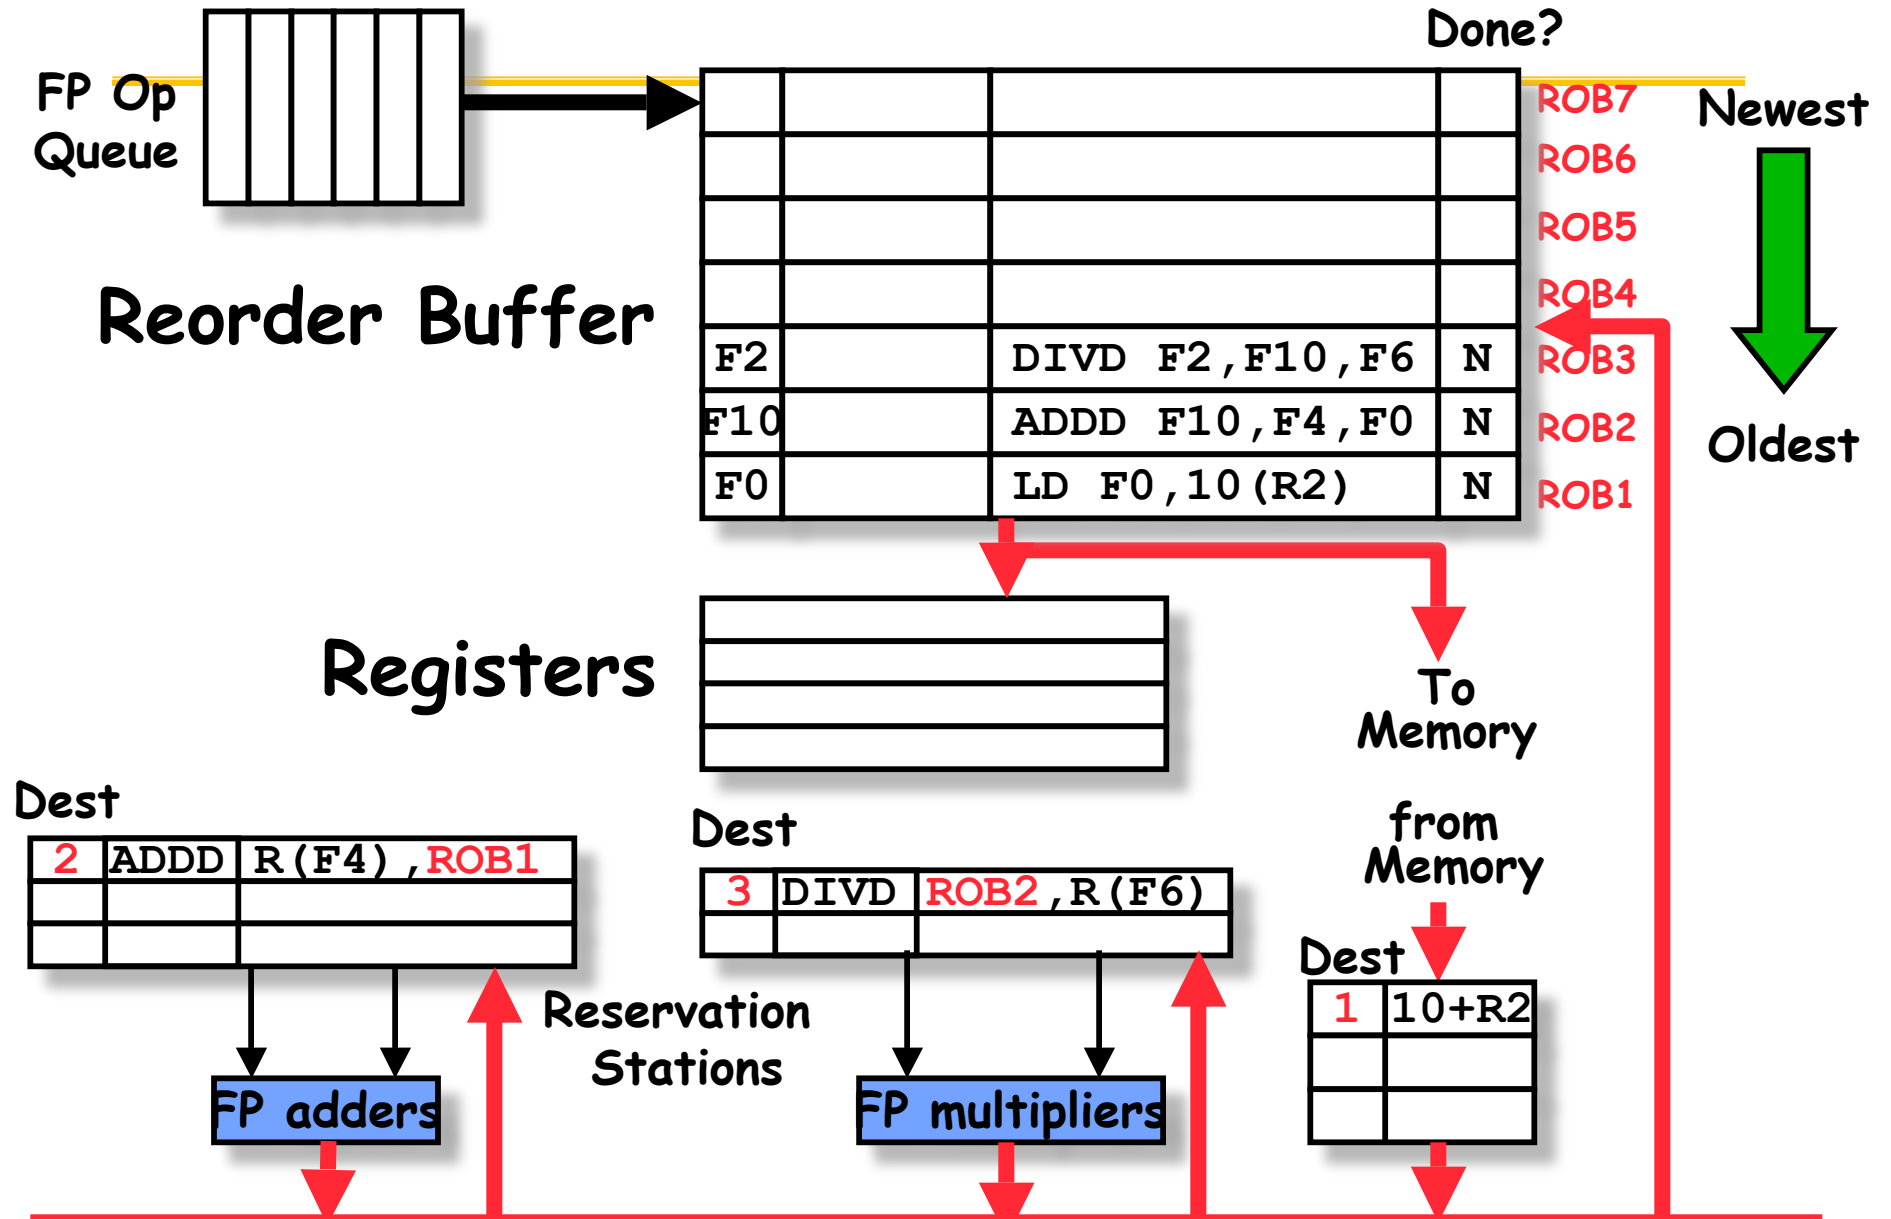 Done?
FP Op
Queue
ROB7
Newest
ROB6
ROB5
Reorder Buffer
ROB4
F2 DIVD F2,F10,F6 N ROB3
F10 ADDD F10,F4,F0 N ROB2
Oldest
F0 LD F0,10(R2) N ROB1
Registers
To
Memory
Dest
2 ADDD R(F4),ROB1
Dest
3 DIVD ROB2,R(F6)
from
Memory
Dest
1 10+R2
Reservation
Stations
FP adders
FP multipliers